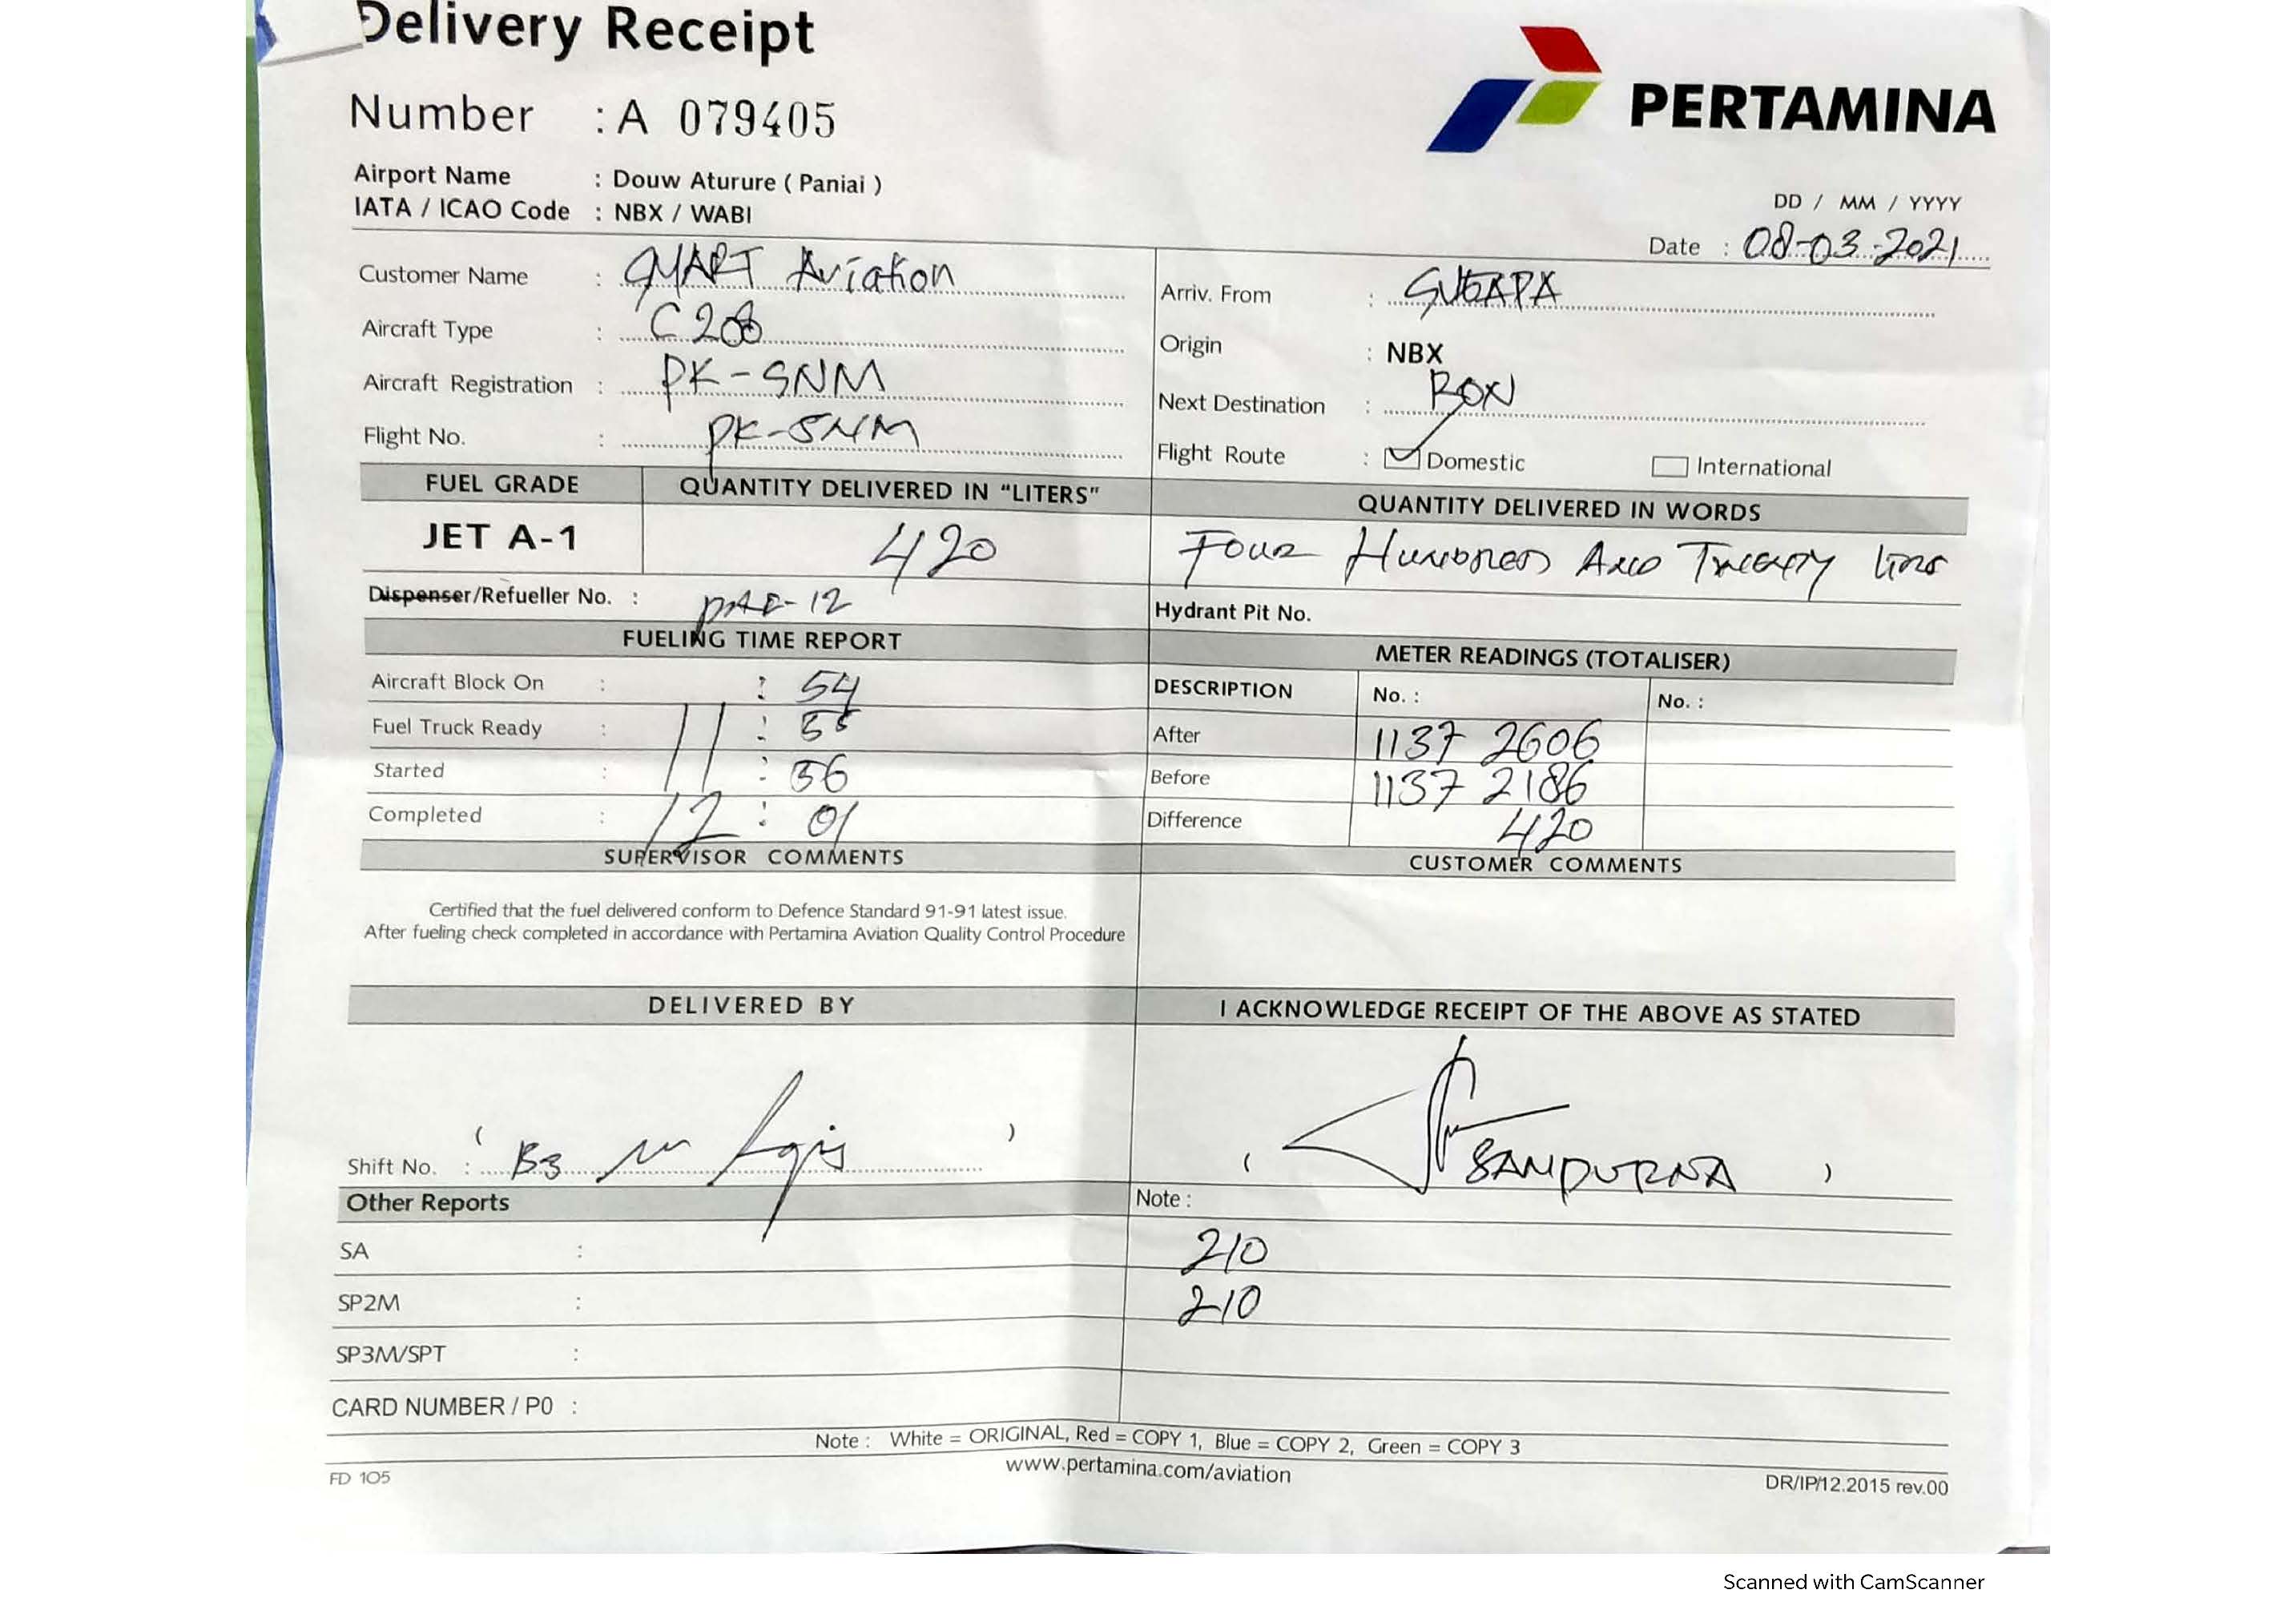 Delivery Receipt
PERTAMINA
Number : A 079405
Airport Name : Douw Aturure ( Paniai )
IATA / ICAO Code : NBX / WABI
DD / MM / YYYY
Date : 08-03-2021
Customer Name : SMART Aviation
Arriv. From : SUGAPA
Aircraft Type : C208
Origin : NBX
Aircraft Registration : PK-SNM
Next Destination : RON
Flight No. : PK-SNM
Flight Route : Domestic International
FUEL GRADE QUANTITY DELIVERED IN “LITERS” QUANTITY DELIVERED IN WORDS
JET A-1 420 Four Hundred And Twenty
Dispenser/Refueller No. :
Hydrant Pit No.
FUELING TIME REPORT METER READINGS (TOTALISER)
Aircraft Block On : : 54
DESCRIPTION No. : No. :
Fuel Truck Ready : 11 : 55
After 1137 2606
Started : : 56
Before 1137 2186
Completed : 12 : 01
Difference 420
SUPERVISOR COMMENTS CUSTOMER COMMENTS
Certified that the fuel delivered conform to Defence Standard 91-91 latest issue.
After fueling check completed in accordance with Pertamina Aviation Quality Control Procedure
DELIVERED BY I ACKNOWLEDGE RECEIPT OF THE ABOVE AS STATED
Shift No. : ( B3 ) ( SAMPURNA )
Other Reports Note :
SA : 210
SP2M : 210
SP3M/SPT :
CARD NUMBER / P0 :
Note : White = ORIGINAL, Red = COPY 1, Blue = COPY 2, Green = COPY 3
FD 105 www.pertamina.com/aviation DR/IP/12.2015 rev.00
Scanned with CamScanner